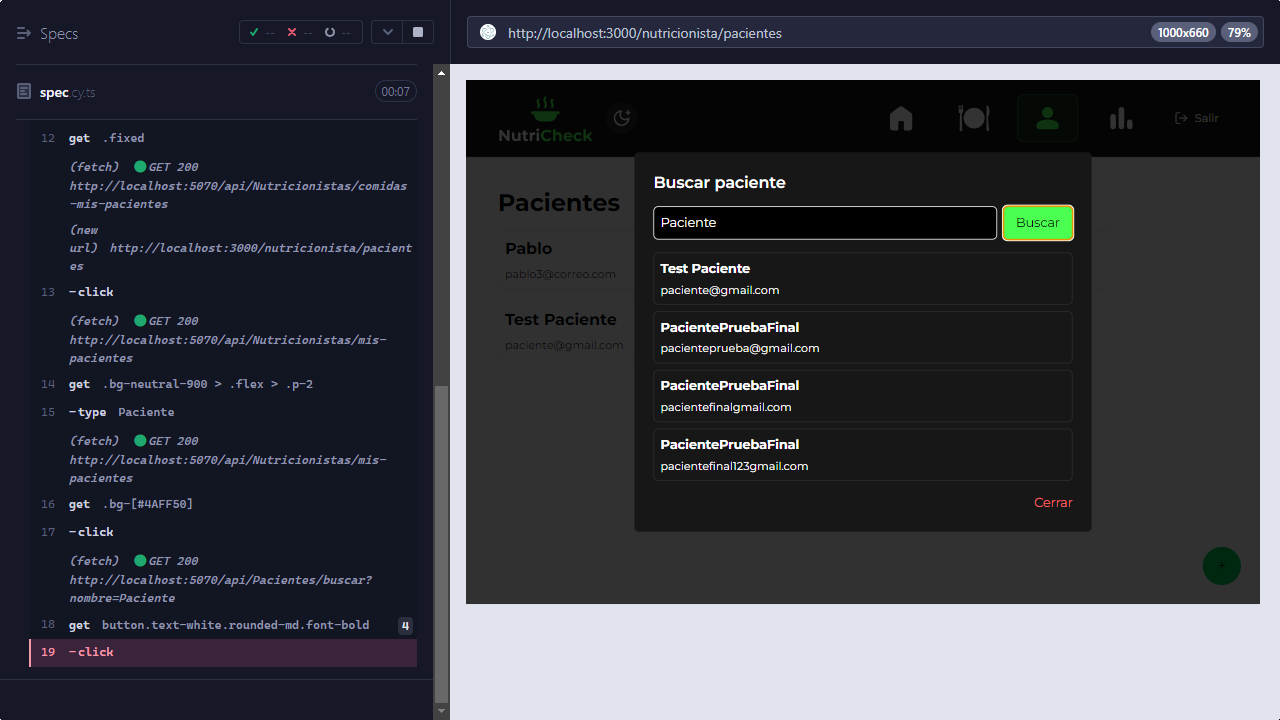 Specs
--
--
--
spec.cy.ts
00:07
12 get .fixed
(fetch) GET 200
http://localhost:5070/api/Nutricionistas/comidas
-mis-pacientes
(new
url) http://localhost:3000/nutricionista/pacient
es
13 -click
(fetch) GET 200
http://localhost:5070/api/Nutricionistas/mis-
pacientes
14 get .bg-neutral-900 > .flex > .p-2
15 -type Paciente
(fetch) GET 200
http://localhost:5070/api/Nutricionistas/mis-
pacientes
16 get .bg-[#4AFF50]
17 -click
(fetch) GET 200
http://localhost:5070/api/Pacientes/buscar?
nombre=Paciente
18 get button.text-white.rounded-md.font-bold 4
19 -click
http://localhost:3000/nutricionista/pacientes
1000x660
79%
NutriCheck
Salir
Pacientes
Pablo
pablo3@correo.com
Test Paciente
paciente@gmail.com
Buscar paciente
Paciente
Buscar
Test Paciente
paciente@gmail.com
PacientePruebaFinal
pacienteprueba@gmail.com
PacientePruebaFinal
pacientefinalgmail.com
PacientePruebaFinal
pacientefinal123gmail.com
Cerrar
+